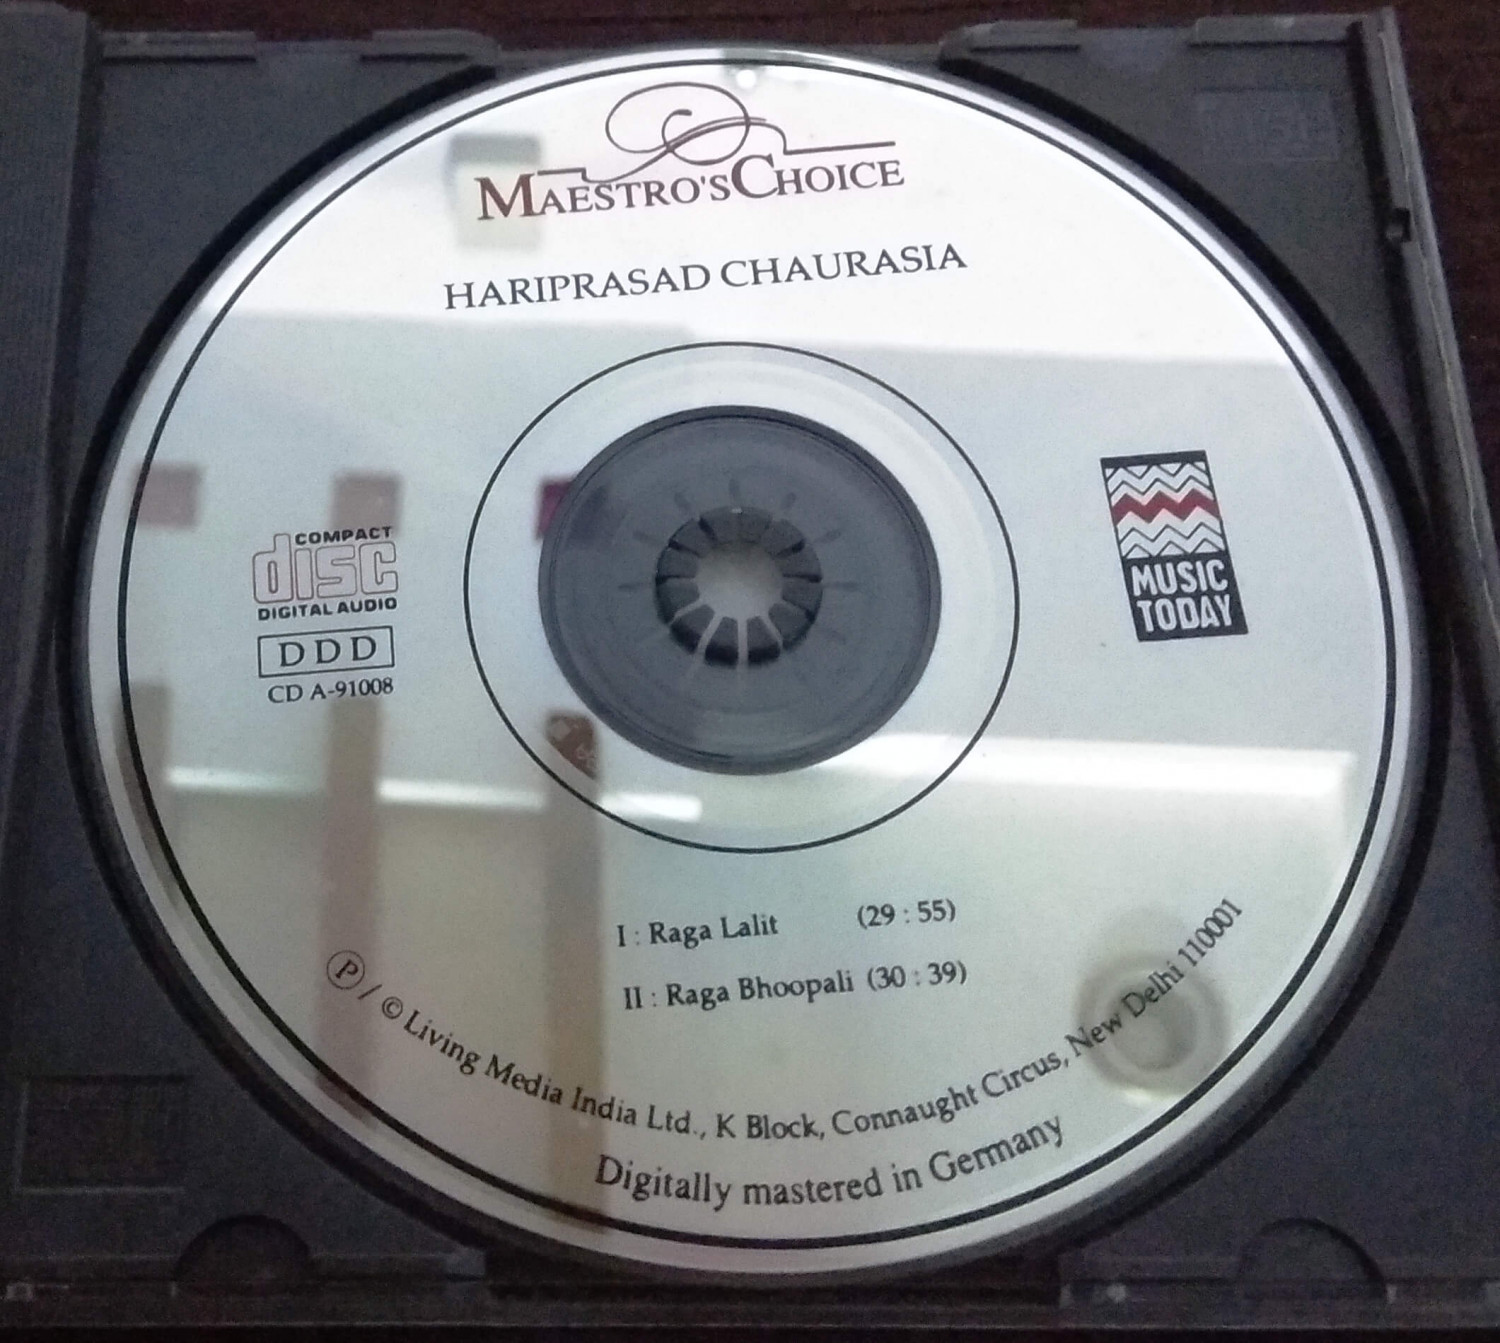 MAESTRO'S CHOICE
HARIPRASAD CHAURASIA
COMPACT
disc
DIGITAL AUDIO
DDD
CD A-91008
MUSIC
TODAY
I : Raga Lalit (29 : 55)
II : Raga Bhoopali (30 : 39)
Ⓟ / © Living Media India Ltd., K Block, Connaught Circus, New Delhi 110001
Digitally mastered in Germany